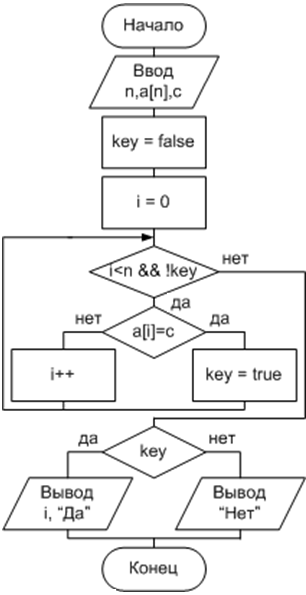 Начало
Ввод
n,a[n],c
key = false
i = 0
i<n && !key
нет
да
нет
a[i]=c
да
i++
key = true
да
key
нет
Вывод
i, “Да”
Вывод
“Нет”
Конец